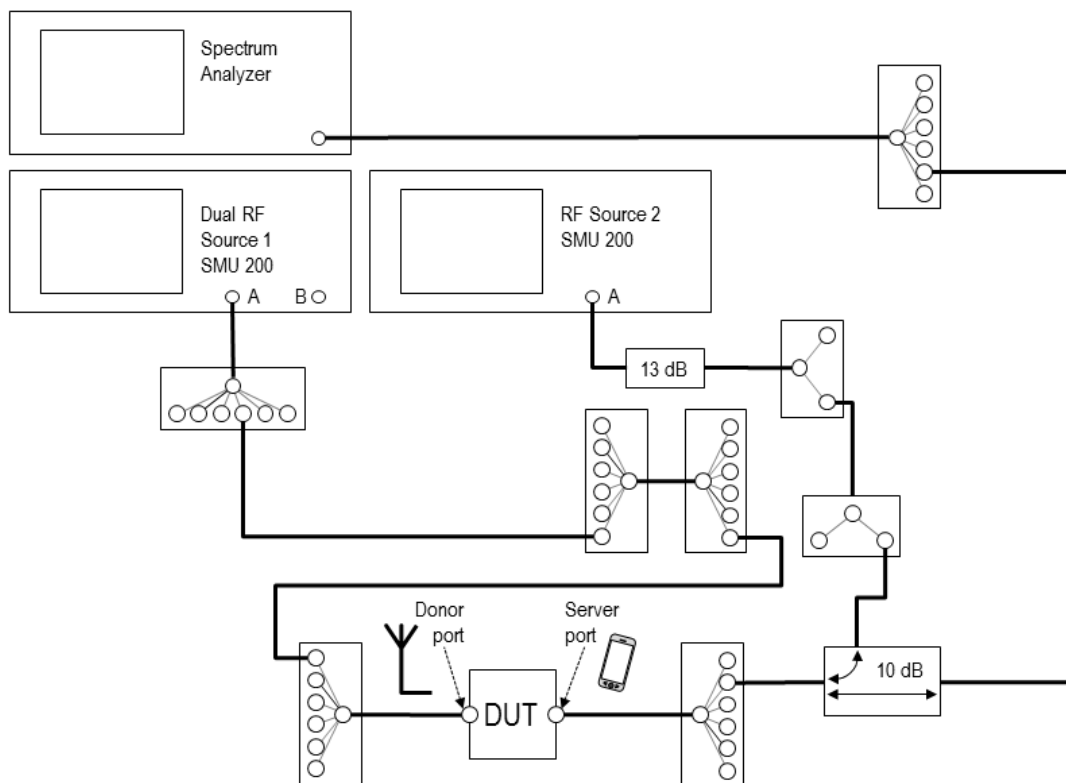 Spectrum
Analyzer
Dual RF
Source 1
SMU 200
A
B
RF Source 2
SMU 200
A
13 dB
Donor
port
Server
port
10 dB
DUT